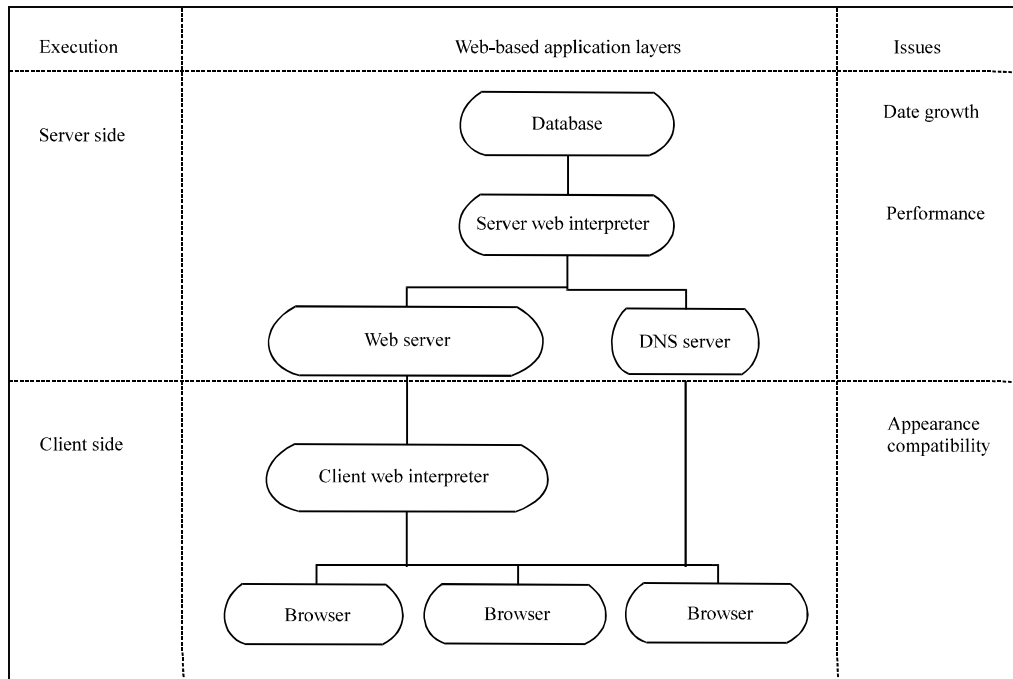 Execution
Web-based application layers
Issues
Server side
Database
Date growth
Server web interpreter
Performance
Web server
DNS server
Client side
Client web interpreter
Appearance
compatibility
Browser
Browser
Browser